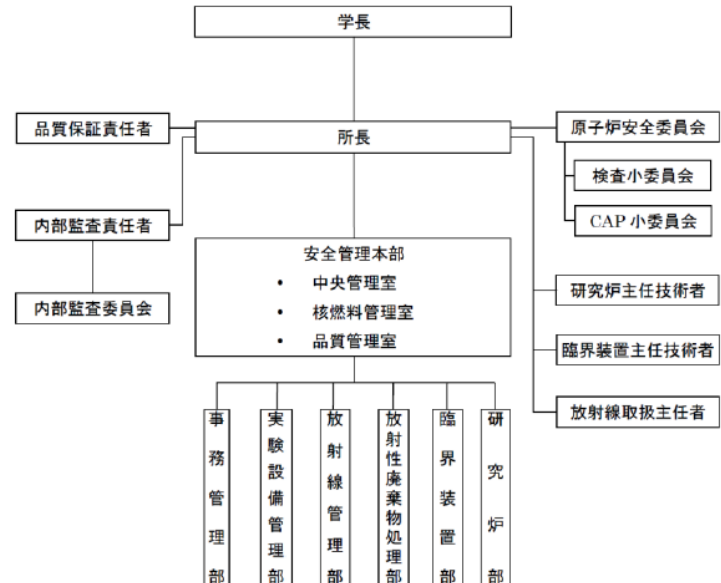 学長
品質保証責任者
所長
原子炉安全委員会
検査小委員会
CAP 小委員会
内部監査責任者
内部監査委員会
安全管理本部
• 中央管理室
• 核燃料管理室
• 品質管理室
研究炉主任技術者
臨界装置主任技術者
放射線取扱主任者
事務管理部
実験設備管理部
放射線管理部
放射性廃棄物処理部
臨界装置部
研究炉部